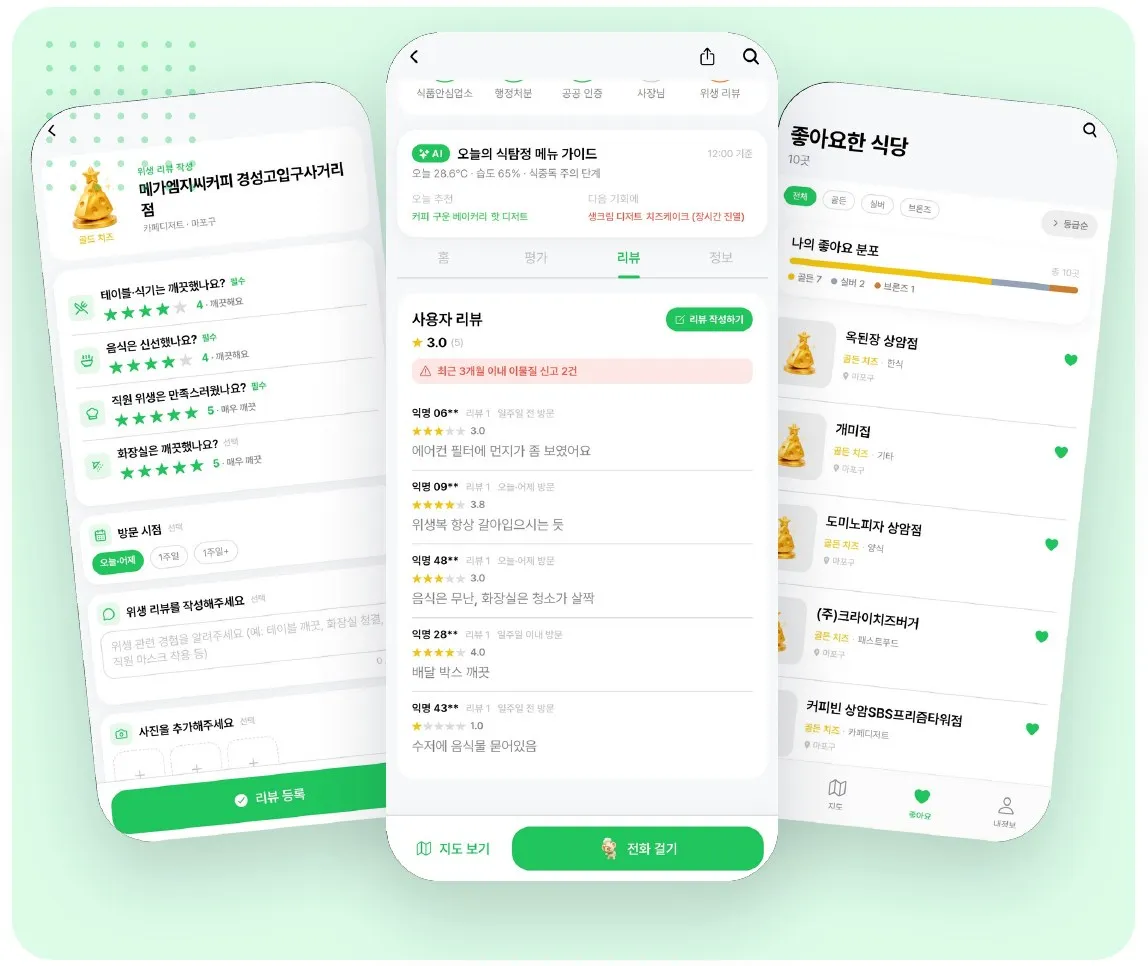 위생 리뷰 작성
메가엠지씨커피 경성고입구사거리
점
카페디저트 · 마포구
골드 치즈
테이블·식기는 깨끗했나요? 필수
4 · 깨끗해요
음식은 신선했나요? 필수
4 · 깨끗해요
직원 위생은 만족스러웠나요? 필수
5 · 매우 깨끗
화장실은 깨끗했나요? 선택
5 · 매우 깨끗
방문 시점 선택
오늘·어제
1주일
1주일+
위생 리뷰를 작성해주세요 선택
위생 관련 경험을 알려주세요 (예: 테이블 깨끗, 화장실 청결,
직원 마스크 착용 등)
0
사진을 추가해주세요 선택
리뷰 등록
식품안심업소
행정처분
공공 인증
사장님
위생 리뷰
AI
오늘의 식탐정 메뉴 가이드
12:00 기준
오늘 28.6°C · 습도 65% · 식중독 주의 단계
오늘 추천
다음 기회에
커피 구운 베이커리 핫 디저트
생크림 디저트 치즈케이크 (장시간 진열)
홈
평가
리뷰
정보
사용자 리뷰
리뷰 작성하기
3.0 (5)
최근 3개월 이내 이물질 신고 2건
익명 06** 리뷰 1 일주일 전 방문
3.0
에어컨 필터에 먼지가 좀 보였어요
익명 09** 리뷰 1 오늘·어제 방문
3.8
위생복 항상 갈아입으시는 듯
익명 48** 리뷰 1 오늘·어제 방문
3.0
음식은 무난, 화장실은 청소가 살짝
익명 28** 리뷰 1 일주일 이내 방문
4.0
배달 박스 깨끗
익명 43** 리뷰 1 일주일 전 방문
1.0
수저에 음식물 묻어있음
지도 보기
전화 걸기
좋아요한 식당
10곳
전체
골든
실버
브론즈
등급순
나의 좋아요 분포
총 10곳
골든 7
실버 2
브론즈 1
옥된장 상암점
골든 치즈 · 한식
마포구
개미집
골든 치즈 · 기타
마포구
도미노피자 상암점
골든 치즈 · 양식
마포구
(주)크라이치즈버거
골든 치즈 · 패스트푸드
마포구
커피빈 상암SBS프리즘타워점
골든 치즈 · 카페디저트
마포구
지도
좋아요
내정보